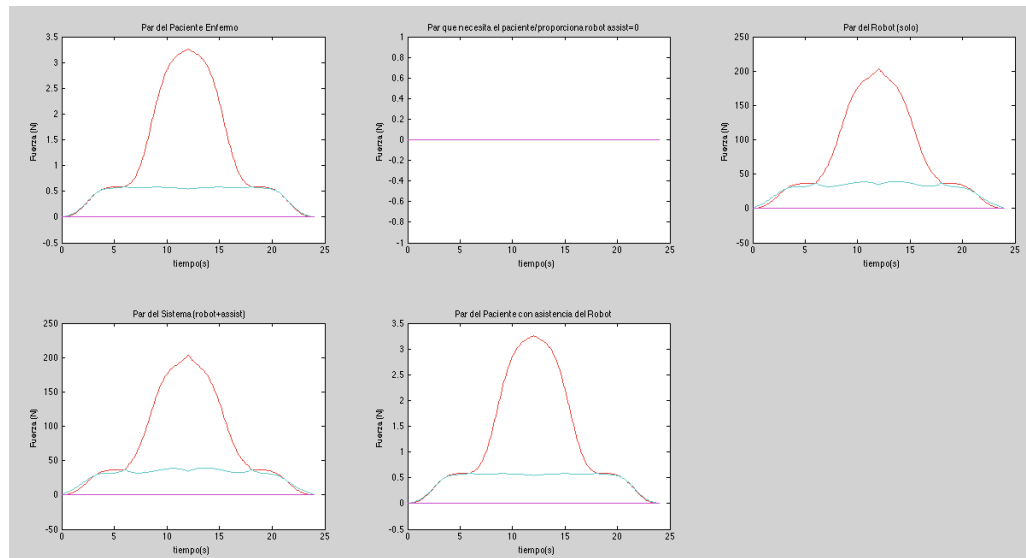 Par del Paciente Enfermo
3.5
3
2.5
2
1.5
1
0.5
0
-0.5
Fuerza (N)
0 5 10 15 20 25
tiempo(s)
Par que necesita el paciente/proporciona robot assist=0
1
0.8
0.6
0.4
0.2
0
-0.2
-0.4
-0.6
-0.8
-1
Fuerza (N)
0 5 10 15 20 25
tiempo(s)
Par del Robot (solo)
250
200
150
100
50
0
-50
Fuerza (N)
0 5 10 15 20 25
tiempo(s)
Par del Sistema (robot+assist)
250
200
150
100
50
0
-50
Fuerza (N)
0 5 10 15 20 25
tiempo(s)
Par del Paciente con asistencia del Robot
3.5
3
2.5
2
1.5
1
0.5
0
-0.5
Fuerza (N)
0 5 10 15 20 25
tiempo(s)